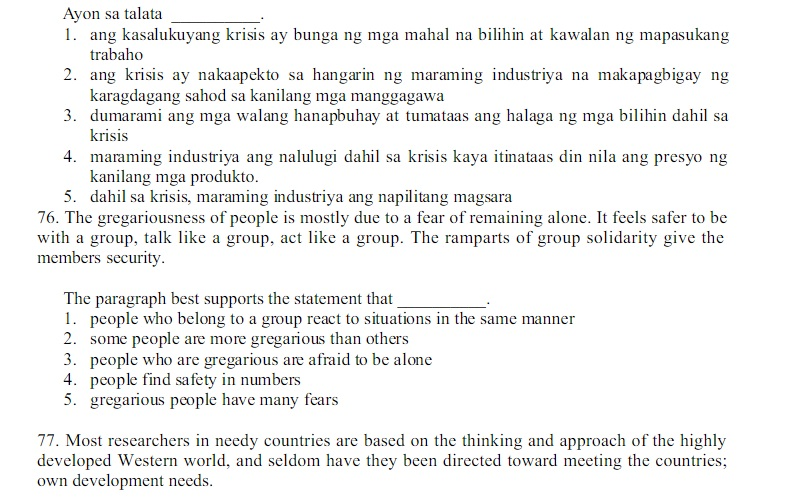 Ayon sa talata __________.
1. ang kasalukuyang krisis ay bunga ng mga mahal na bilihin at kawalan ng mapasukang
trabaho
2. ang krisis ay nakaapekto sa hangarin ng maraming industriya na makapagbigay ng
karagdagang sahod sa kanilang mga manggagawa
3. dumarami ang mga walang hanapbuhay at tumataas ang halaga ng mga bilihin dahil sa
krisis
4. maraming industriya ang nalulugi dahil sa krisis kaya itinataas din nila ang presyo ng
kanilang mga produkto.
5. dahil sa krisis, maraming industriya ang napilitang magsara
76. The gregariousness of people is mostly due to a fear of remaining alone. It feels safer to be
with a group, talk like a group, act like a group. The ramparts of group solidarity give the
members security.
The paragraph best supports the statement that __________.
1. people who belong to a group react to situations in the same manner
2. some people are more gregarious than others
3. people who are gregarious are afraid to be alone
4. people find safety in numbers
5. gregarious people have many fears
77. Most researchers in needy countries are based on the thinking and approach of the highly
developed Western world, and seldom have they been directed toward meeting the countries;
own development needs.